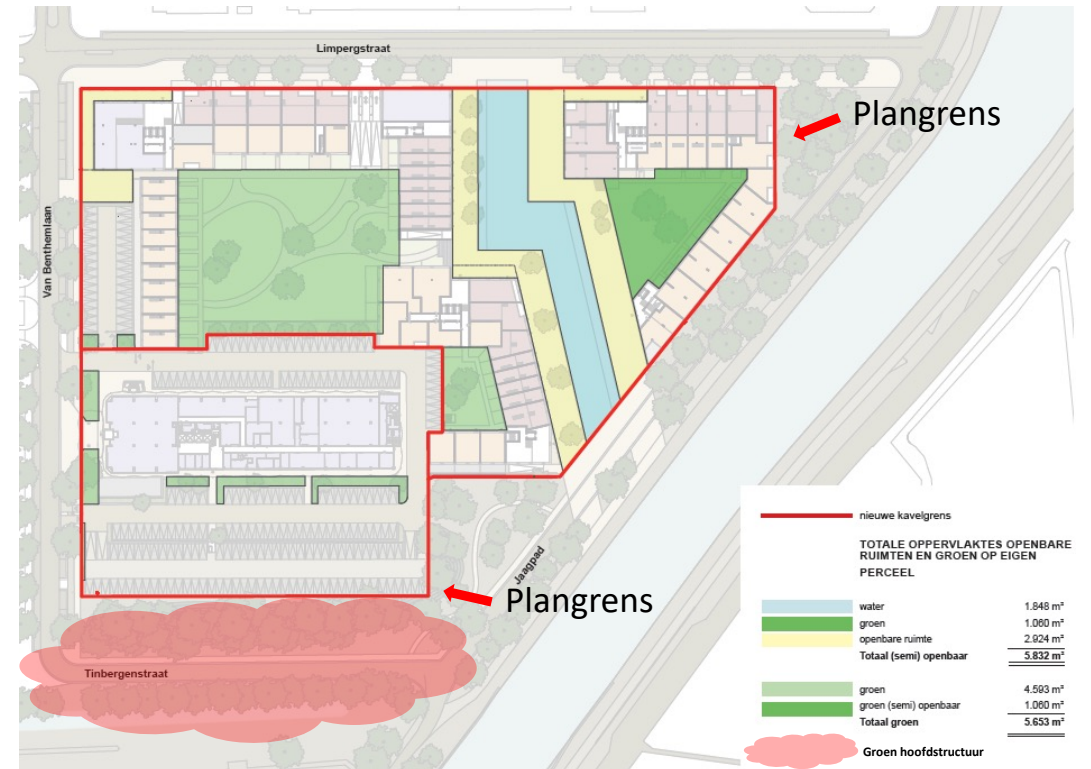 Limpergstraat
Plangrens
Van Benthemlaan
nieuwe kavelgrens
TOTALE OPPERVLAKTES OPENBARE
RUIMTEN EN GROEN OP EIGEN
PERCEEL
Jaagpad
Plangrens
water 1.848 m²
groen 1.060 m²
openbare ruimte 2.924 m²
Totaal (semi) openbaar 5.832 m²
Tinbergenstraat
groen 4.593 m²
groen (semi) openbaar 1.060 m²
Totaal groen 5.653 m²
Groen hoofdstructuur